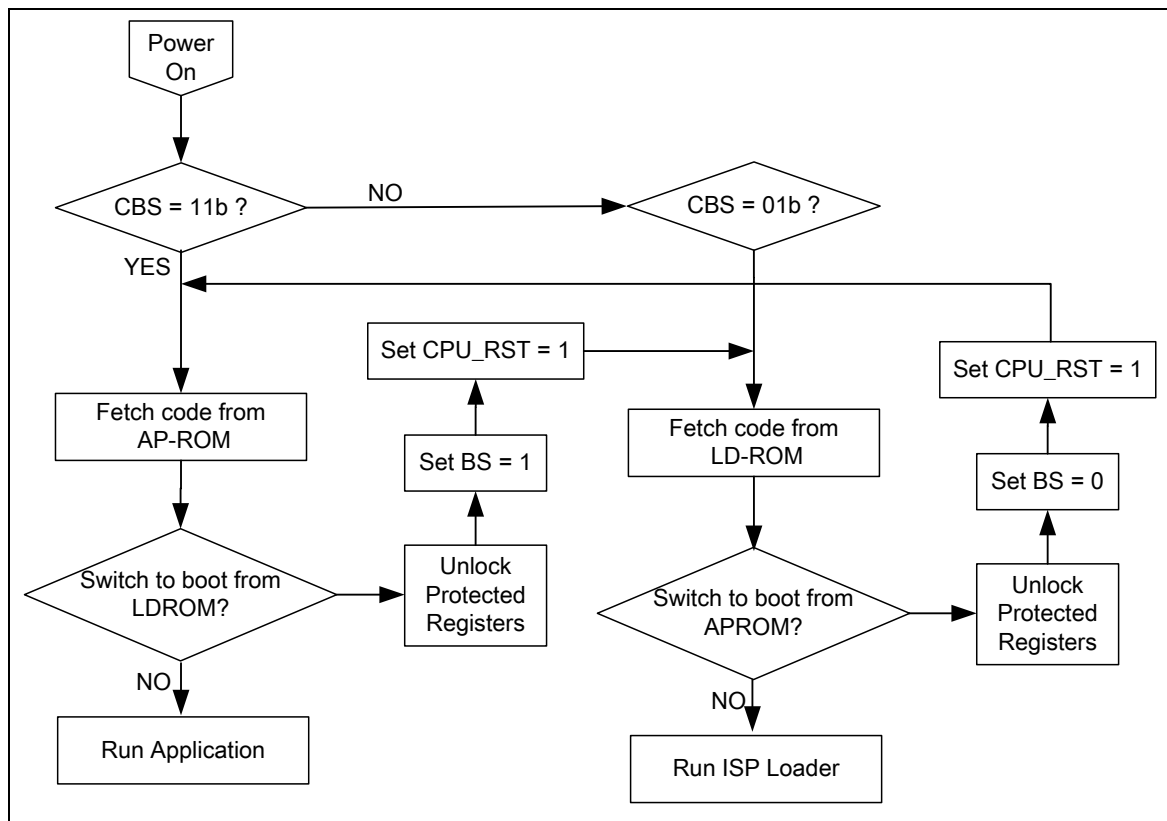 Power
On
CBS = 11b ?
NO
CBS = 01b ?
YES
Set CPU_RST = 1
Set CPU_RST = 1
Fetch code from
AP-ROM
Fetch code from
LD-ROM
Set BS = 1
Set BS = 0
Switch to boot from
LDROM?
Unlock
Protected
Registers
Switch to boot from
APROM?
Unlock
Protected
Registers
NO
NO
Run Application
Run ISP Loader